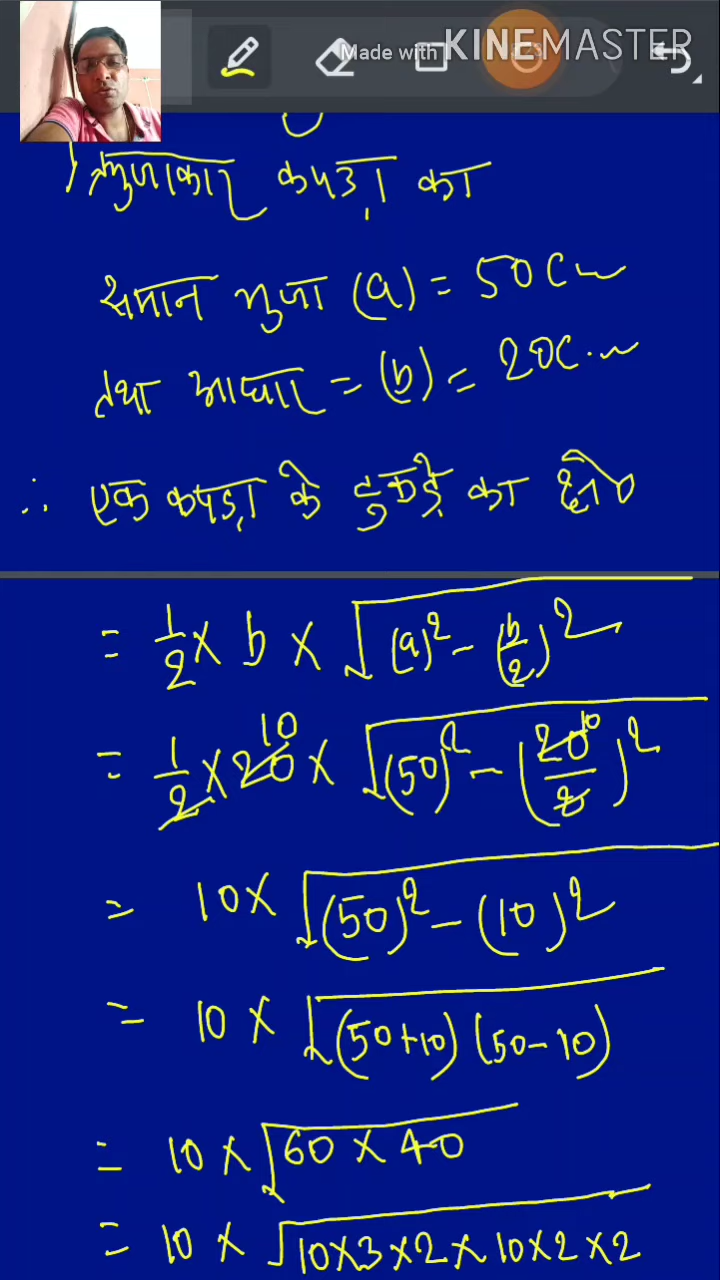 Made with KINEMASTER
त्रिभुजाकार कपड़ा का
समान भुजा (a) = 50 cm
तथा आधार = (b) = 20 cm
∴ एक कपड़ा के टुकड़े का क्षे०
= 1/2 × b × √(a)² - (b/2)²
= 1/2 × 20 10 × √(50)² - (20 10/2)²
= 10 × √(50)² - (10)²
= 10 × √(50+10) (50-10)
= 10 × √60 × 40
= 10 × √10×3×2×10×2×2